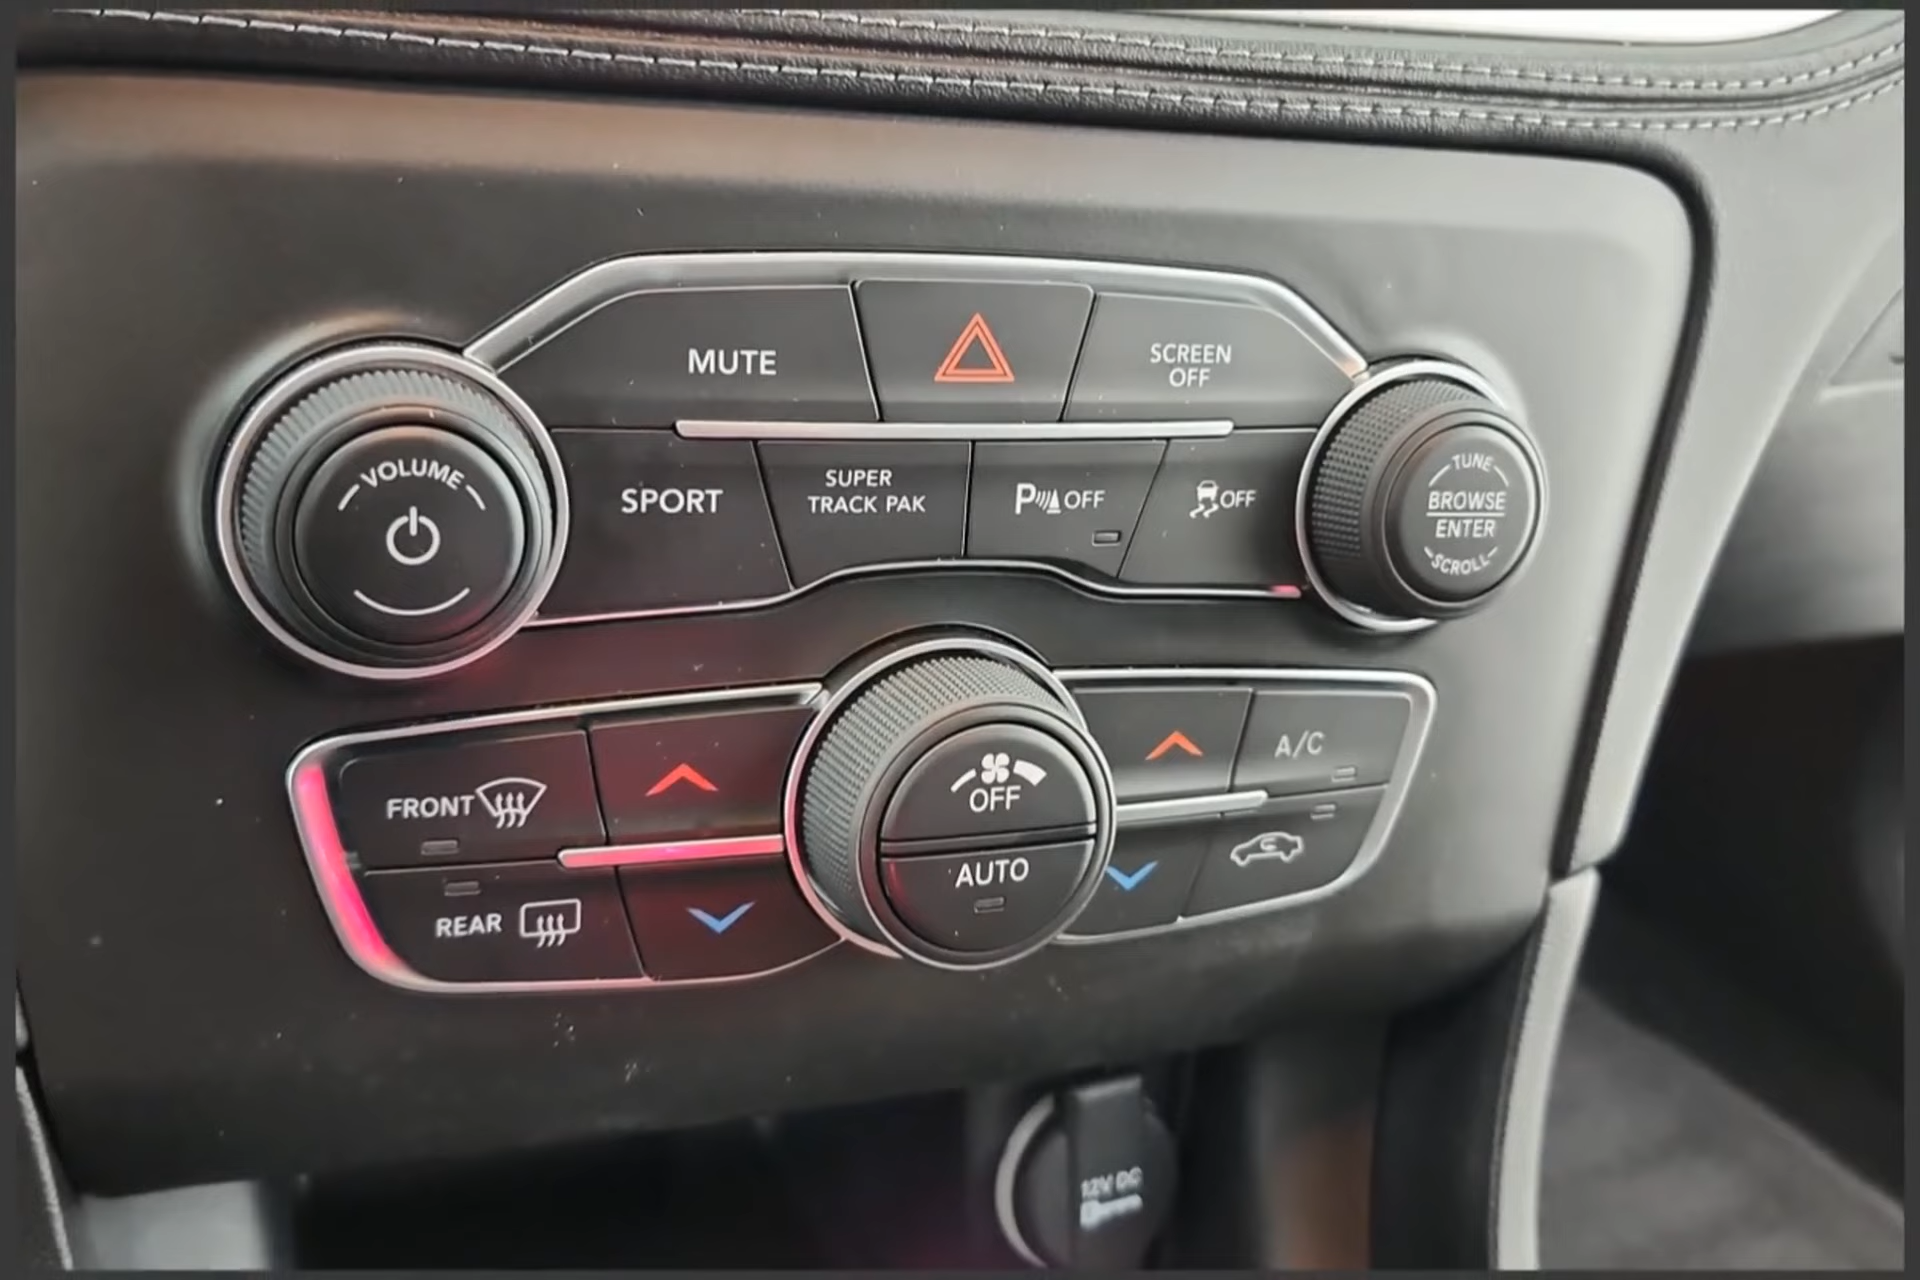 MUTE
SCREEN
OFF
VOLUME
SPORT
SUPER
TRACK PAK
P OFF
OFF
TUNE
BROWSE
ENTER
SCROLL
FRONT
REAR
OFF
AUTO
A/C
12V DC